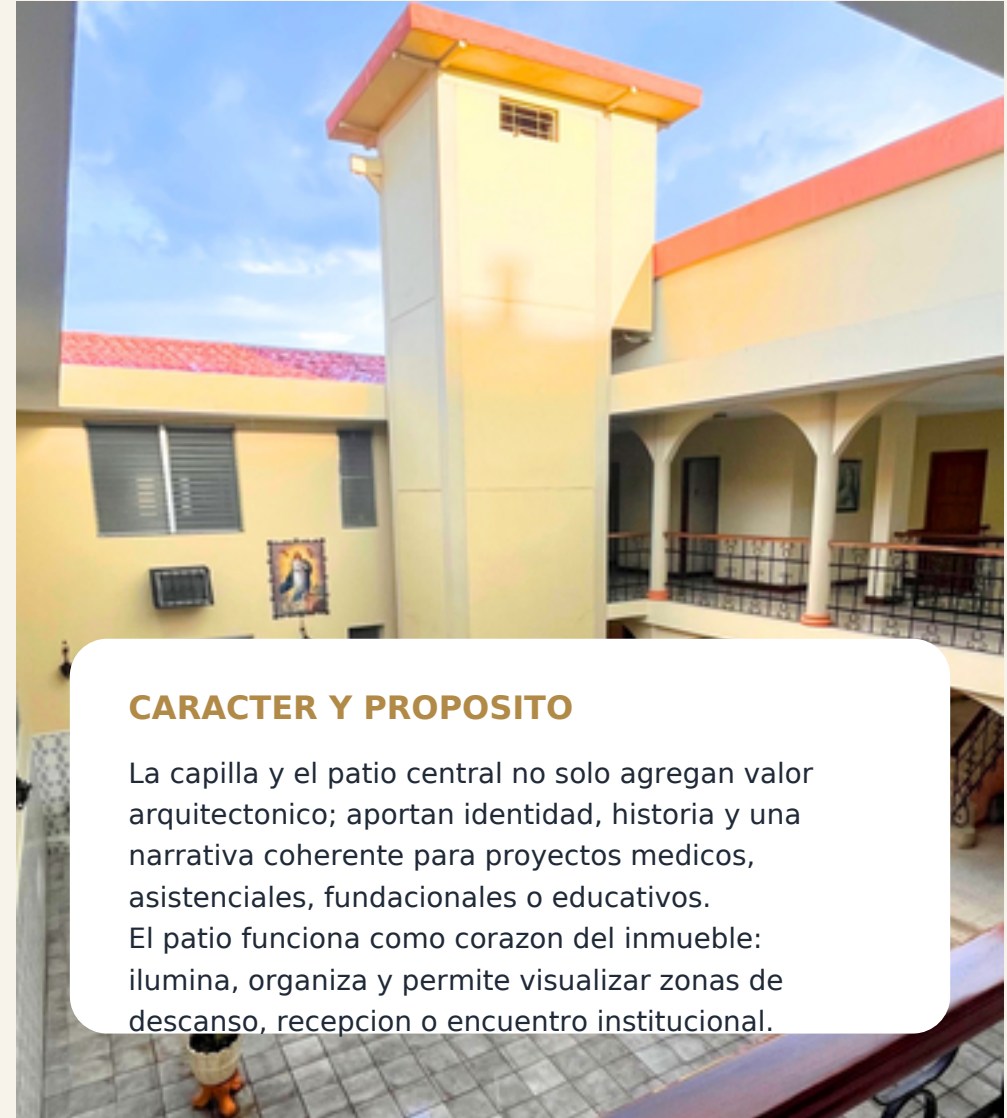 CARACTER Y PROPOSITO
La capilla y el patio central no solo agregan valor
arquitectonico; aportan identidad, historia y una
narrativa coherente para proyectos medicos,
asistenciales, fundacionales o educativos.
El patio funciona como corazon del inmueble:
ilumina, organiza y permite visualizar zonas de
descanso, recepcion o encuentro institucional.